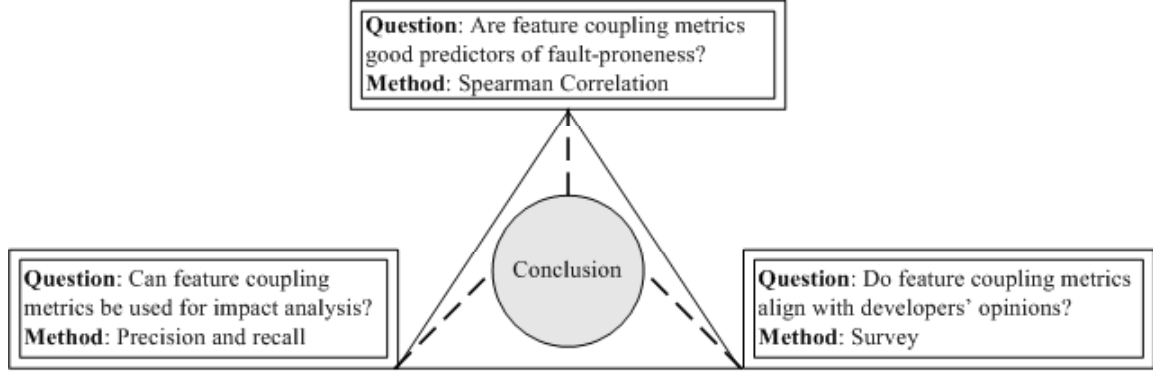 Question: Are feature coupling metrics
good predictors of fault-proneness?
Method: Spearman Correlation
Conclusion
Question: Can feature coupling
metrics be used for impact analysis?
Method: Precision and recall
Question: Do feature coupling metrics
align with developers’ opinions?
Method: Survey